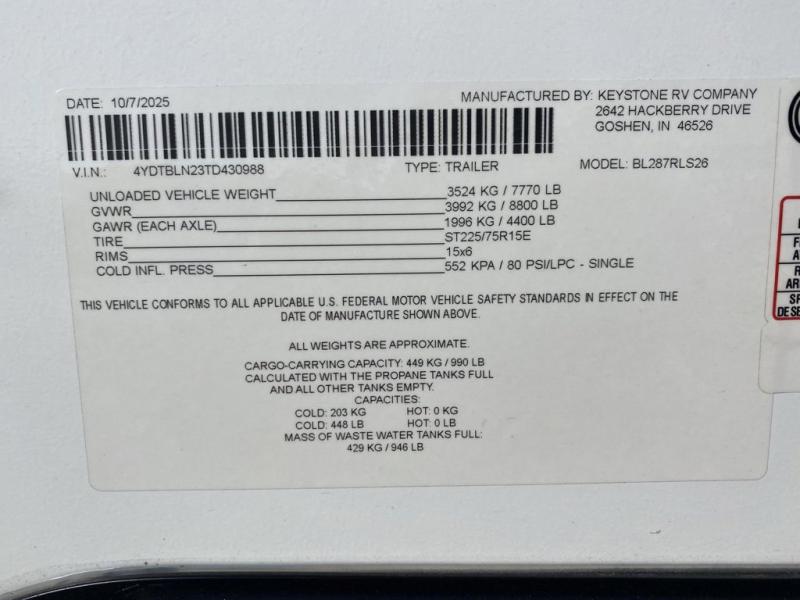 DATE: 10/7/2025
MANUFACTURED BY: KEYSTONE RV COMPANY
2642 HACKBERRY DRIVE
GOSHEN, IN 46526
V.I.N.: 4YDTBLN23TD430988 TYPE: TRAILER MODEL: BL287RLS26
UNLOADED VEHICLE WEIGHT 3524 KG / 7770 LB
GVWR 3992 KG / 8800 LB
GAWR (EACH AXLE) 1996 KG / 4400 LB
TIRE ST225/75R15E
RIMS 15x6
COLD INFL. PRESS 552 KPA / 80 PSI/LPC - SINGLE
THIS VEHICLE CONFORMS TO ALL APPLICABLE U.S. FEDERAL MOTOR VEHICLE SAFETY STANDARDS IN EFFECT ON THE
DATE OF MANUFACTURE SHOWN ABOVE.
ALL WEIGHTS ARE APPROXIMATE.
CARGO-CARRYING CAPACITY: 449 KG / 990 LB
CALCULATED WITH THE PROPANE TANKS FULL
AND ALL OTHER TANKS EMPTY.
CAPACITIES:
COLD: 203 KG HOT: 0 KG
COLD: 448 LB HOT: 0 LB
MASS OF WASTE WATER TANKS FULL:
429 KG / 946 LB